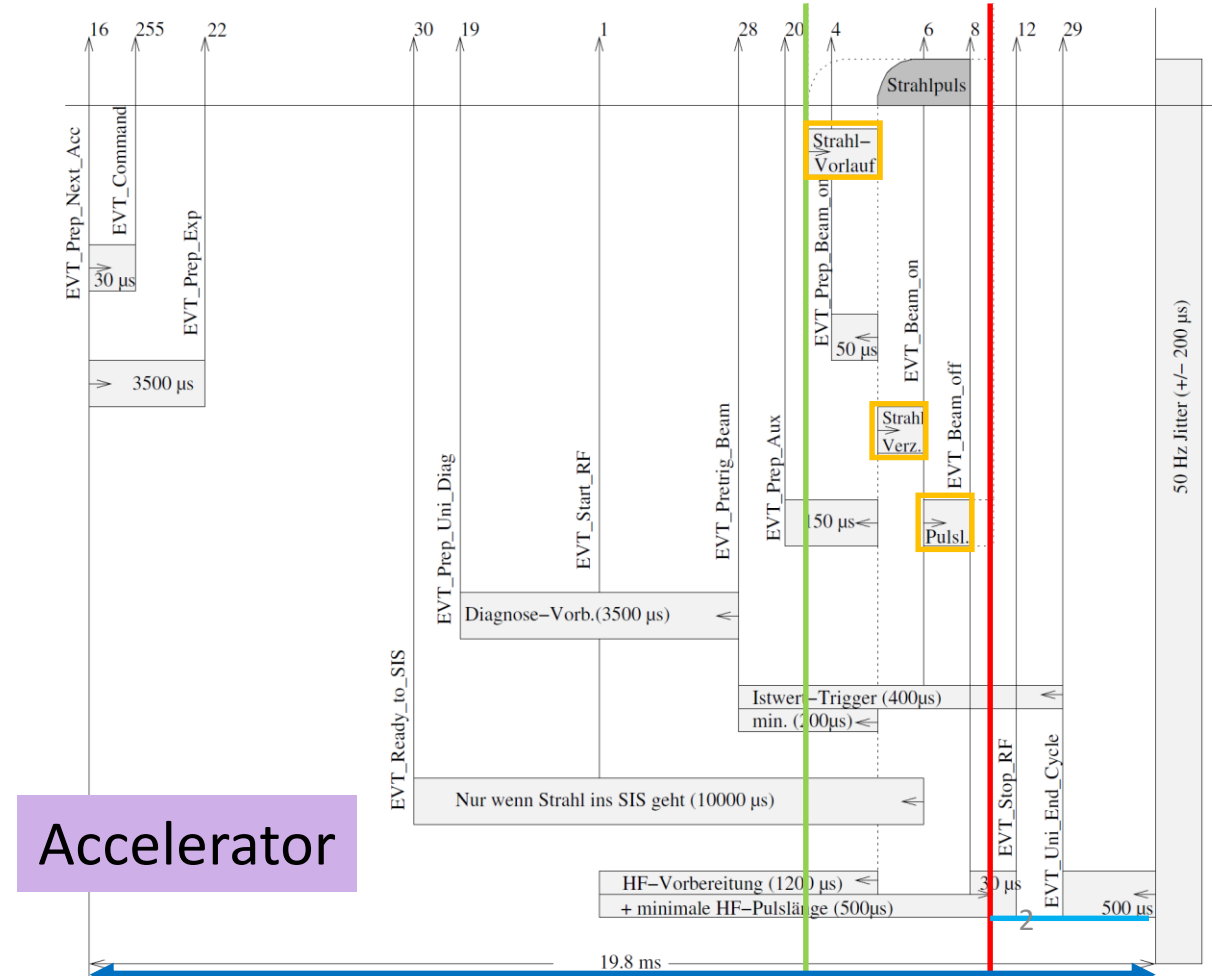 16 255 22 30 19 1 28 20 4 6 8 12 29
Strahlpuls
Strahl−
Vorlauf
EVT_Prep_Next_Acc
EVT_Command
EVT_Prep_Exp
EVT_Prep_Beam_on
EVT_Beam_on
EVT_Beam_off
30 µs
50 µs
3500 µs
50 Hz Jitter (+/− 200 µs)
Strahl
Verz.
EVT_Prep_Uni_Diag
EVT_Start_RF
EVT_Pretrig_Beam
EVT_Prep_Aux
150 µs
Pulsl.
Diagnose−Vorb.(3500 µs)
EVT_Ready_to_SIS
Istwert−Trigger (400µs)
min. (200µs)
EVT_Stop_RF
EVT_Uni_End_Cycle
Nur wenn Strahl ins SIS geht (10000 µs)
Accelerator
HF−Vorbereitung (1200 µs)
30 µs
+ minimale HF−Pulslänge (500µs)
500 µs
2
19.8 ms